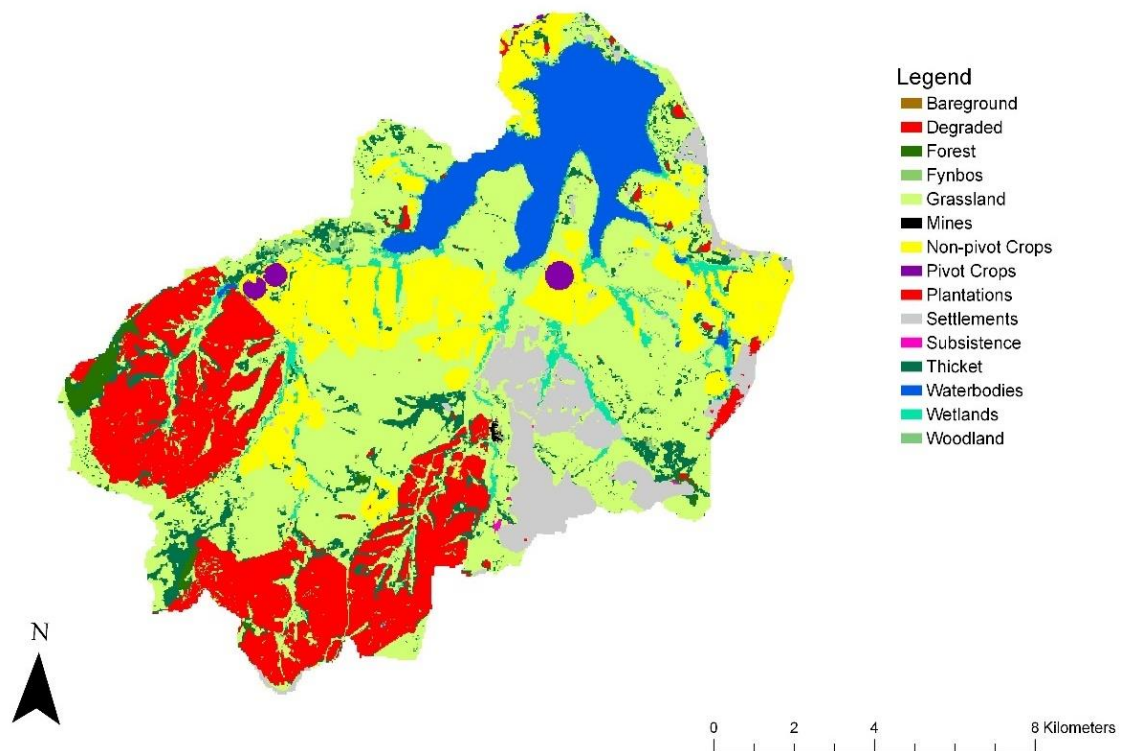 Legend
Bareground
Degraded
Forest
Fynbos
Grassland
Mines
Non-pivot Crops
Pivot Crops
Plantations
Settlements
Subsistence
Thicket
Waterbodies
Wetlands
Woodland
N
0 2 4 8 Kilometers